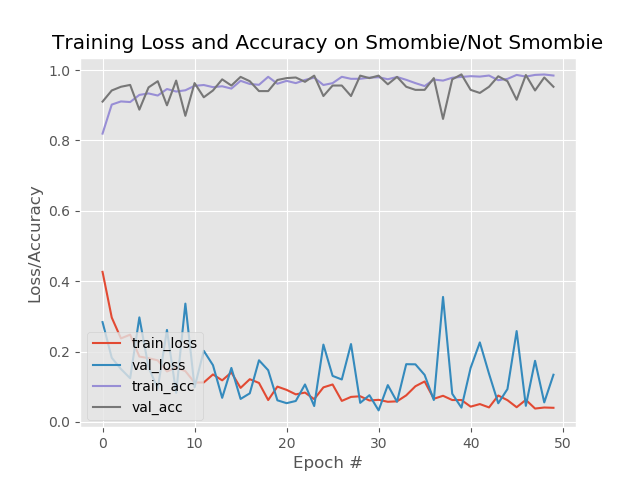 Training Loss and Accuracy on Smombie/Not Smombie
1.0
0.8
0.6
0.4
0.2
0.0
Loss/Accuracy
train_loss
val_loss
train_acc
val_acc
0 10 20 30 40 50
Epoch #